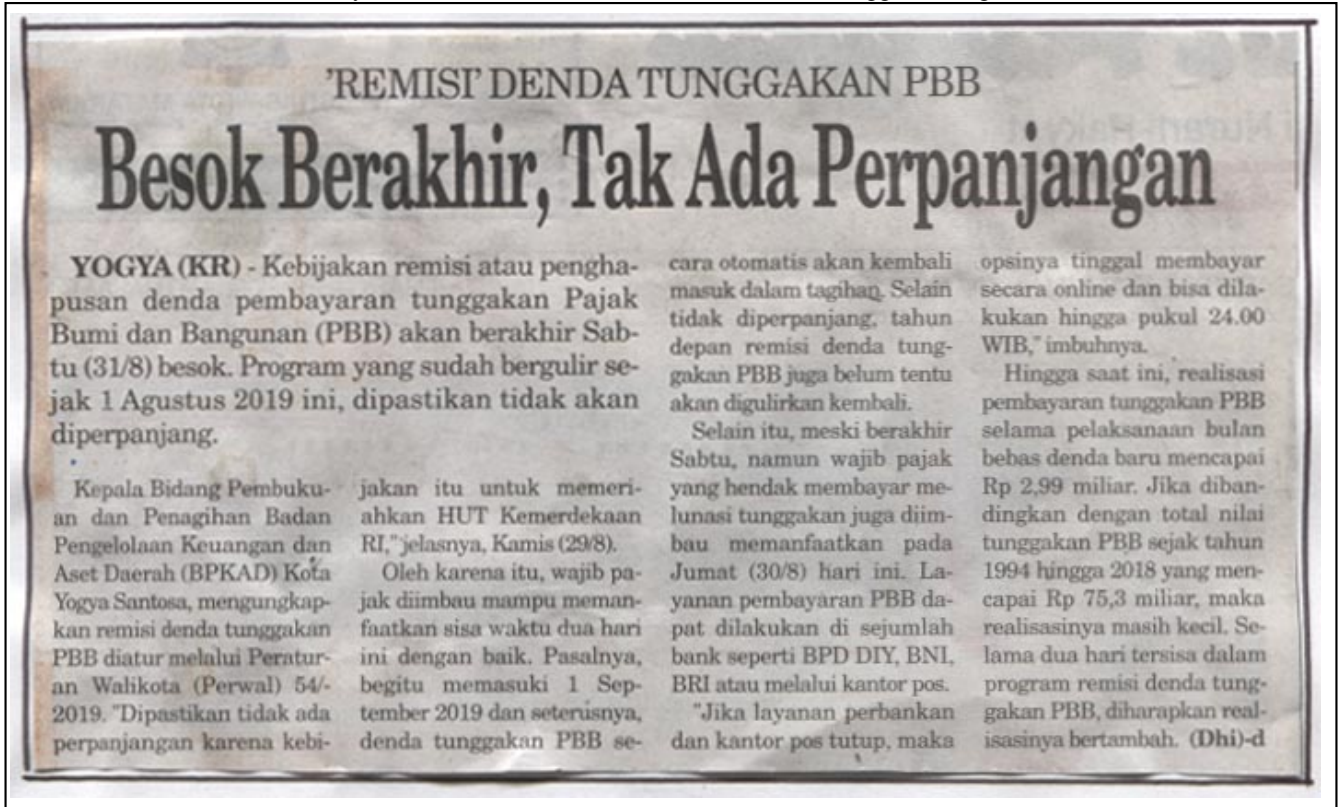 'REMISI' DENDA TUNGGAKAN PBB
Besok Berakhir, Tak Ada Perpanjangan
YOGYA (KR) - Kebijakan remisi atau pengha-
pusan denda pembayaran tunggakan Pajak
Bumi dan Bangunan (PBB) akan berakhir Sab-
tu (31/8) besok. Program yang sudah bergulir se-
jak 1 Agustus 2019 ini, dipastikan tidak akan
diperpanjang.
Kepala Bidang Pembuku-
an dan Penagihan Badan
Pengelolaan Keuangan dan
Aset Daerah (BPKAD) Kota
Yogya Santosa, mengungkap-
kan remisi denda tunggakan
PBB diatur melalui Peratur-
an Walikota (Perwal) 54/-
2019. "Dipastikan tidak ada
perpanjangan karena kebi-
jakan itu untuk memeri-
ahkan HUT Kemerdekaan
RI," jelasnya, Kamis (29/8).
Oleh karena itu, wajib pa-
jak diimbau mampu meman-
faatkan sisa waktu dua hari
ini dengan baik. Pasalnya,
begitu memasuki 1 Sep-
tember 2019 dan seterusnya,
denda tunggakan PBB se-
cara otomatis akan kembali
masuk dalam tagihan. Selain
tidak diperpanjang, tahun
depan remisi denda tung-
gakan PBB juga belum tentu
akan digulirkan kembali.
Selain itu, meski berakhir
Sabtu, namun wajib pajak
yang hendak membayar me-
lunasi tunggakan juga diim-
bau memanfaatkan pada
Jumat (30/8) hari ini. La-
yanan pembayaran PBB da-
pat dilakukan di sejumlah
bank seperti BPD DIY, BNI,
BRI atau melalui kantor pos.
"Jika layanan perbankan
dan kantor pos tutup, maka
opsinya tinggal membayar
secara online dan bisa dila-
kukan hingga pukul 24.00
WIB," imbuhnya.
Hingga saat ini, realisasi
pembayaran tunggakan PBB
selama pelaksanaan bulan
bebas denda baru mencapai
Rp 2,99 miliar. Jika diban-
dingkan dengan total nilai
tunggakan PBB sejak tahun
1994 hingga 2018 yang men-
capai Rp 75,3 miliar, maka
realisasinya masih kecil. Se-
lama dua hari tersisa dalam
program remisi denda tung-
gakan PBB, diharapkan real-
isasinya bertambah. (Dhi)-d